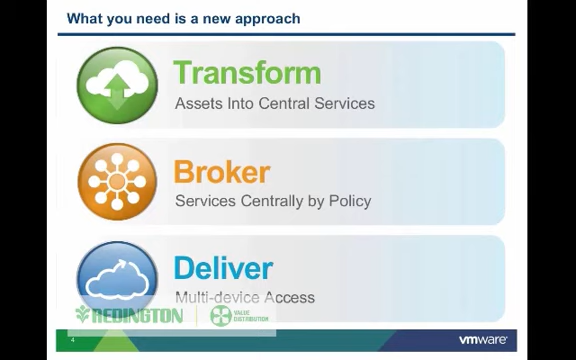 What you need is a new approach
Transform
Assets Into Central Services
Broker
Services Centrally by Policy
Deliver
Multi-device Access
REDINGTON
VALUE
DISTRIBUTION
4
vmware